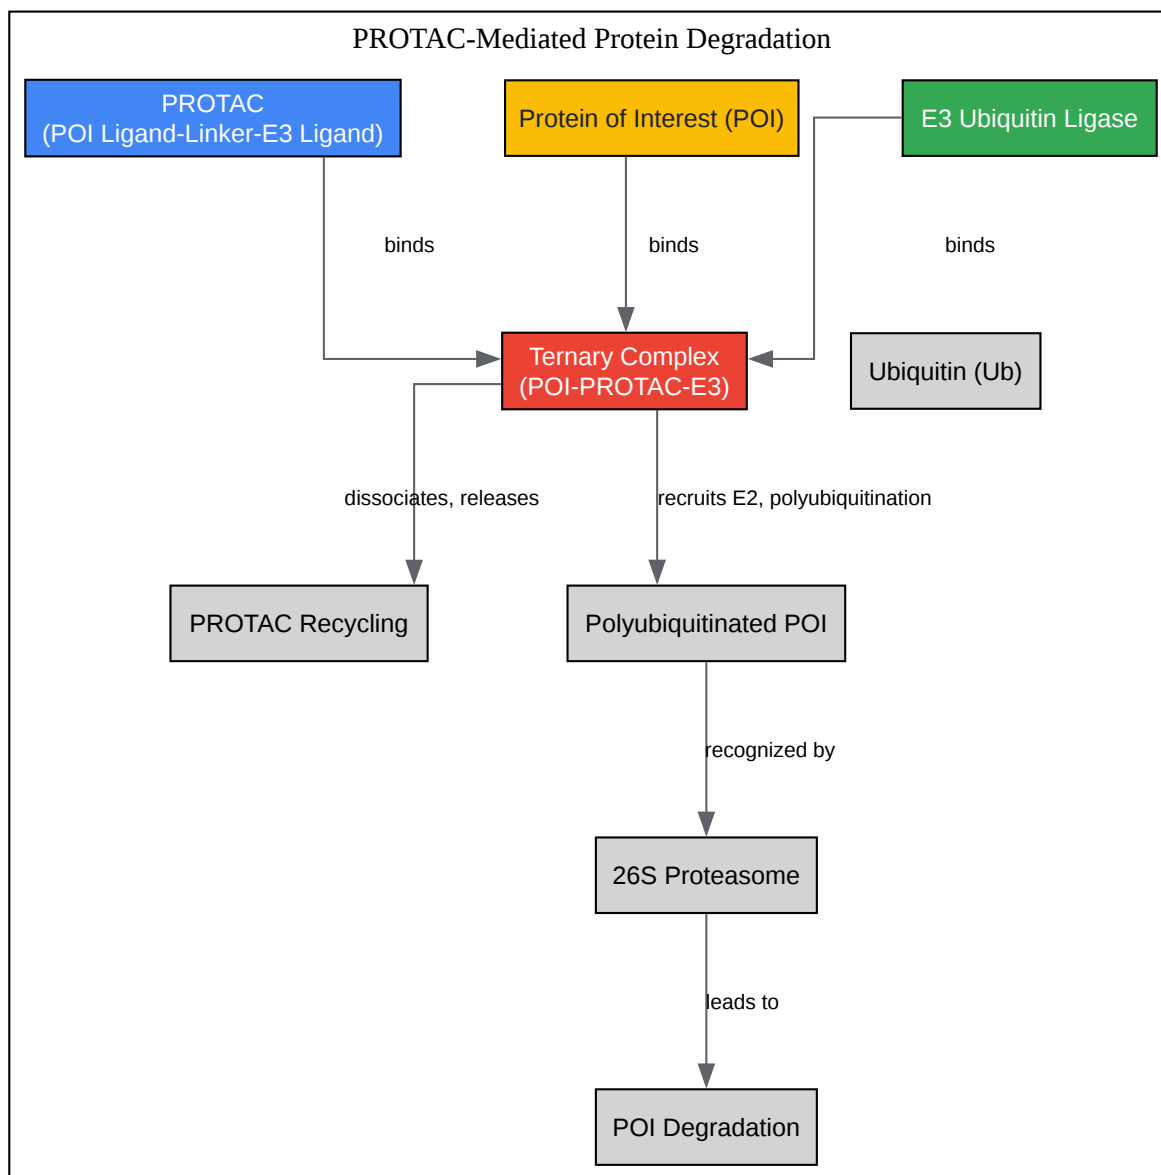 PROTAC-Mediated Protein Degradation
PROTAC
(POI Ligand-Linker-E3 Ligand)
Protein of Interest (POI)
E3 Ubiquitin Ligase
binds
binds
binds
Ternary Complex
(POI-PROTAC-E3)
Ubiquitin (Ub)
dissociates, releases
recruits E2, polyubiquitination
PROTAC Recycling
Polyubiquitinated POI
recognized by
26S Proteasome
leads to
POI Degradation